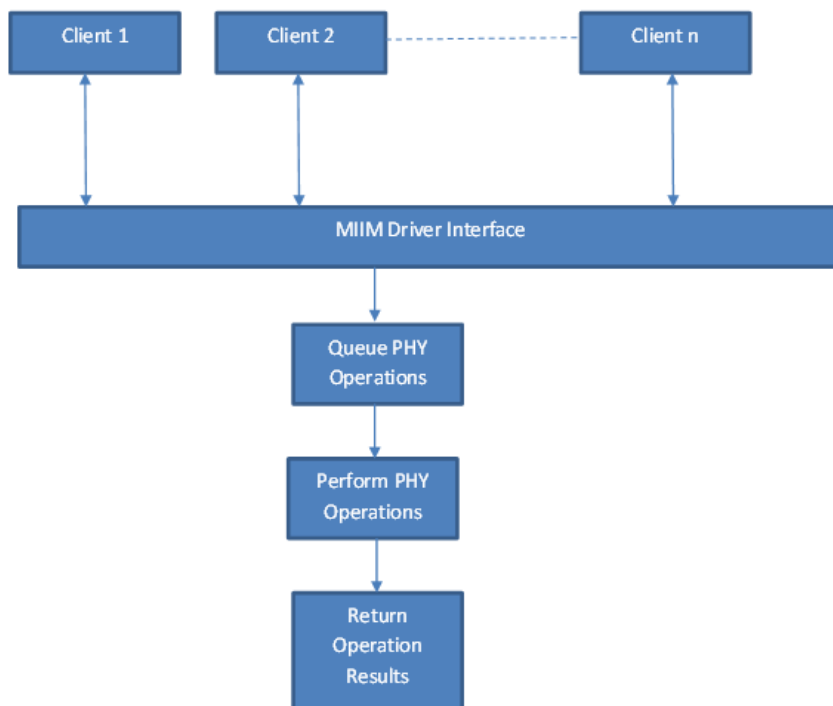 Client 1
Client 2
Client n
MIIM Driver Interface
Queue PHY
Operations
Perform PHY
Operations
Return
Operation
Results